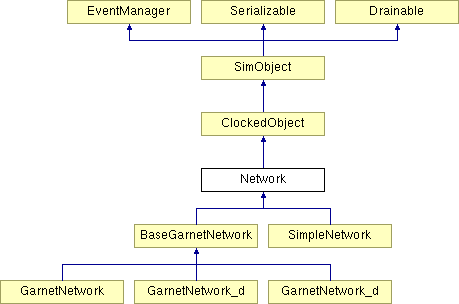 EventManager Serializable Drainable
SimObject
ClockedObject
Network
BaseGarnetNetwork SimpleNetwork
GarnetNetwork GarnetNetwork_d GarnetNetwork_d